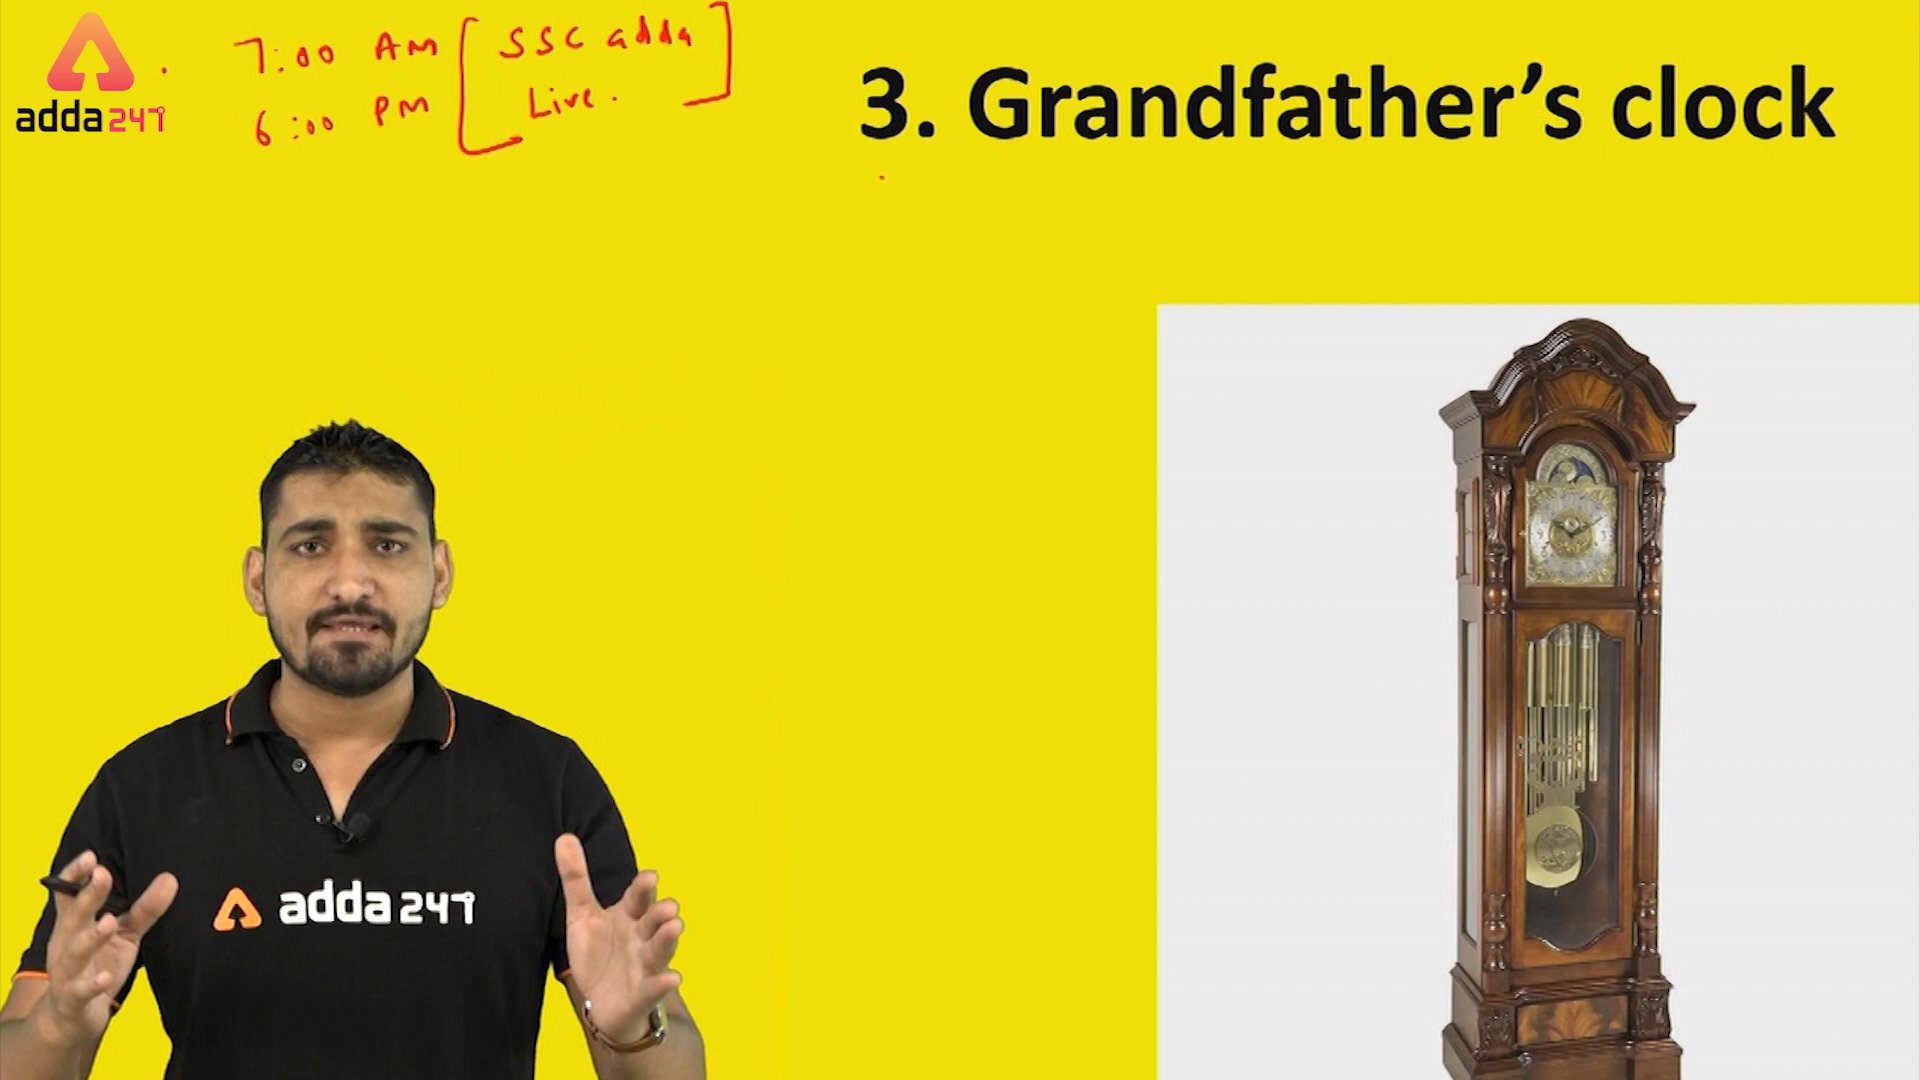 adda247
7:00 AM [ SSC adda
6:00 PM Live. ]
3. Grandfather's clock
adda247